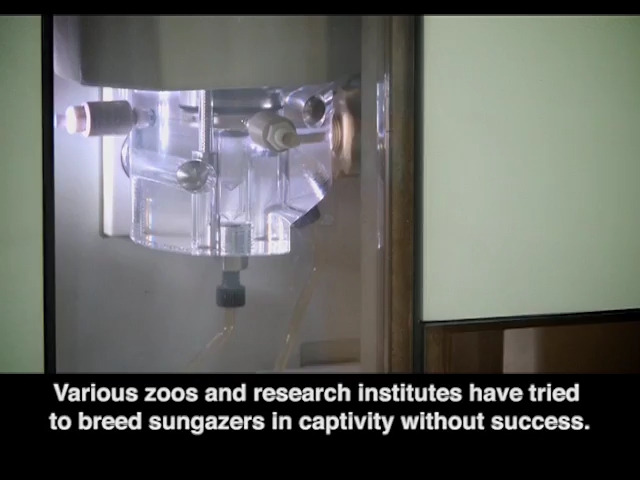 Various zoos and research institutes have tried
to breed sungazers in captivity without success.